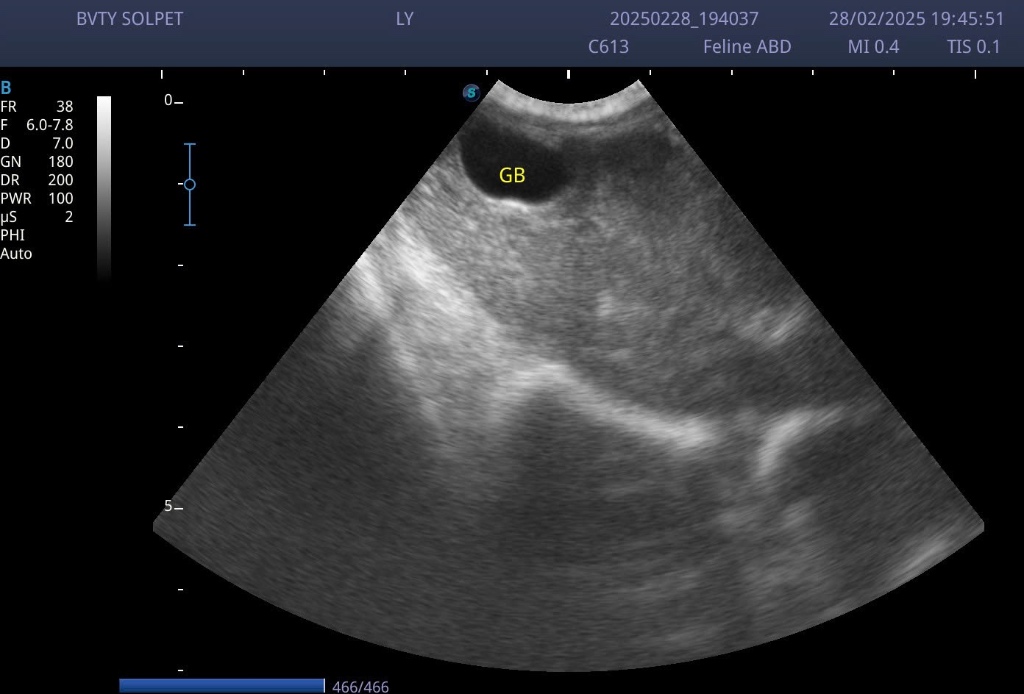 BVTY SOLPET LY 20250228_194037 28/02/2025 19:45:51
C613 Feline ABD MI 0.4 TIS 0.1
B
FR 38
F 6.0-7.8
D 7.0
GN 180
DR 200
PWR 100
µS 2
PHI
Auto
0
S
GB
5
466/466